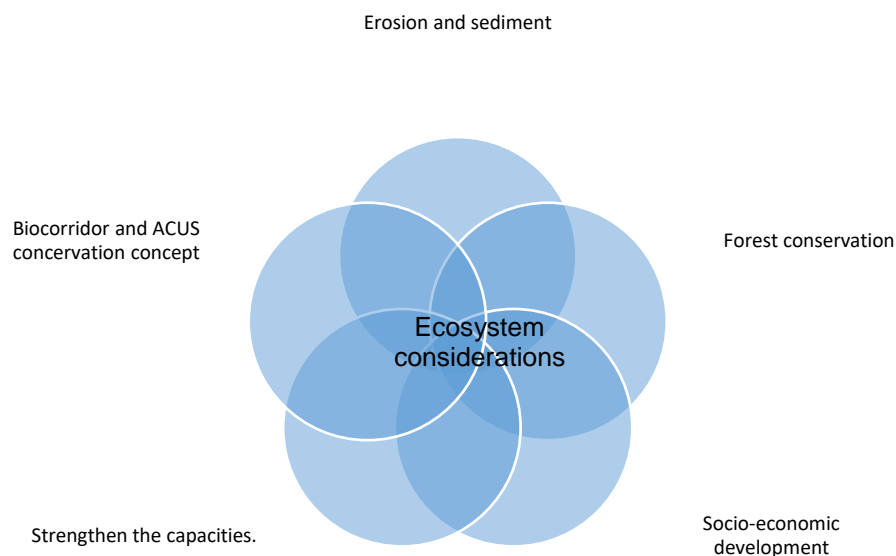 Erosion and sediment
Biocorridor and ACUS
concervation concept
Forest conservation
Ecosystem
considerations
Strengthen the capacities.
Socio-economic
development